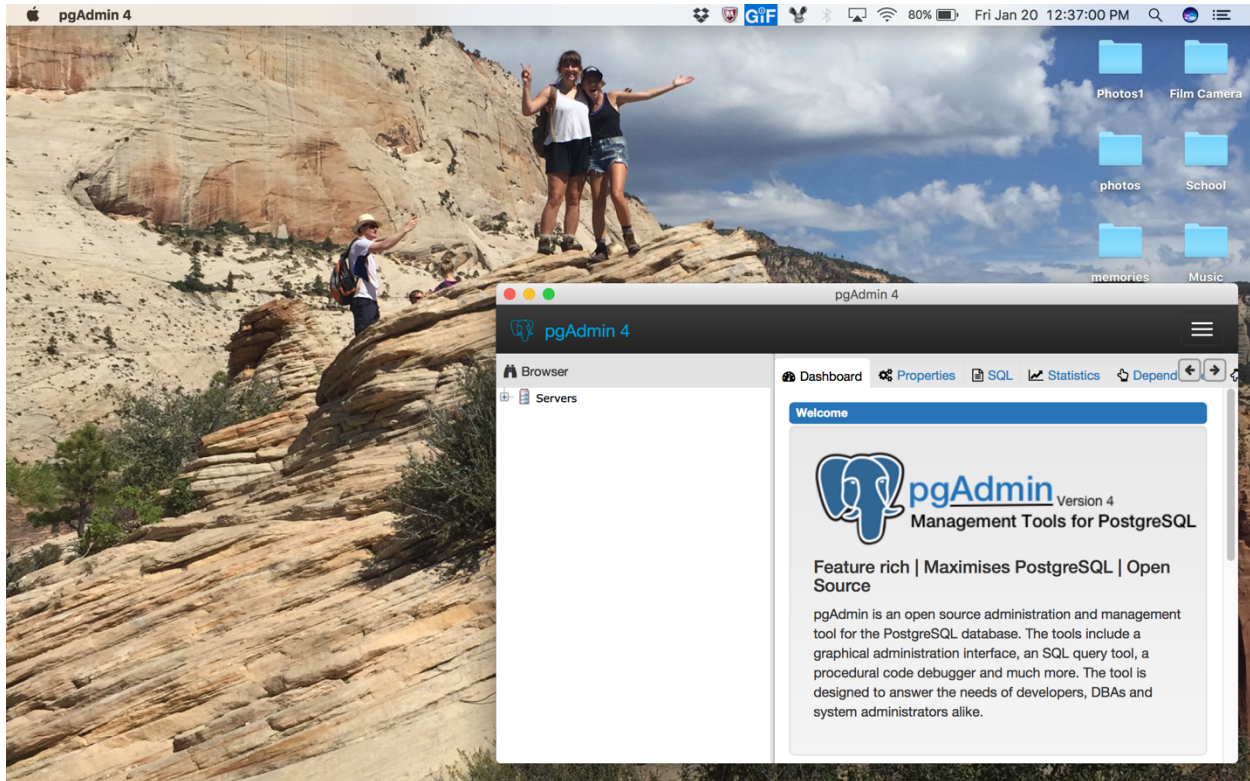 pgAdmin 4
GIF
80%
Fri Jan 20 12:37:00 PM
Photos1
Film Camera
photos
School
memories
Music
pgAdmin 4
pgAdmin 4
Browser
Servers
Dashboard
Properties
SQL
Statistics
Depend
Welcome
pgAdmin Version 4
Management Tools for PostgreSQL
Feature rich | Maximises PostgreSQL | Open
Source
pgAdmin is an open source administration and management
tool for the PostgreSQL database. The tools include a
graphical administration interface, an SQL query tool, a
procedural code debugger and much more. The tool is
designed to answer the needs of developers, DBAs and
system administrators alike.